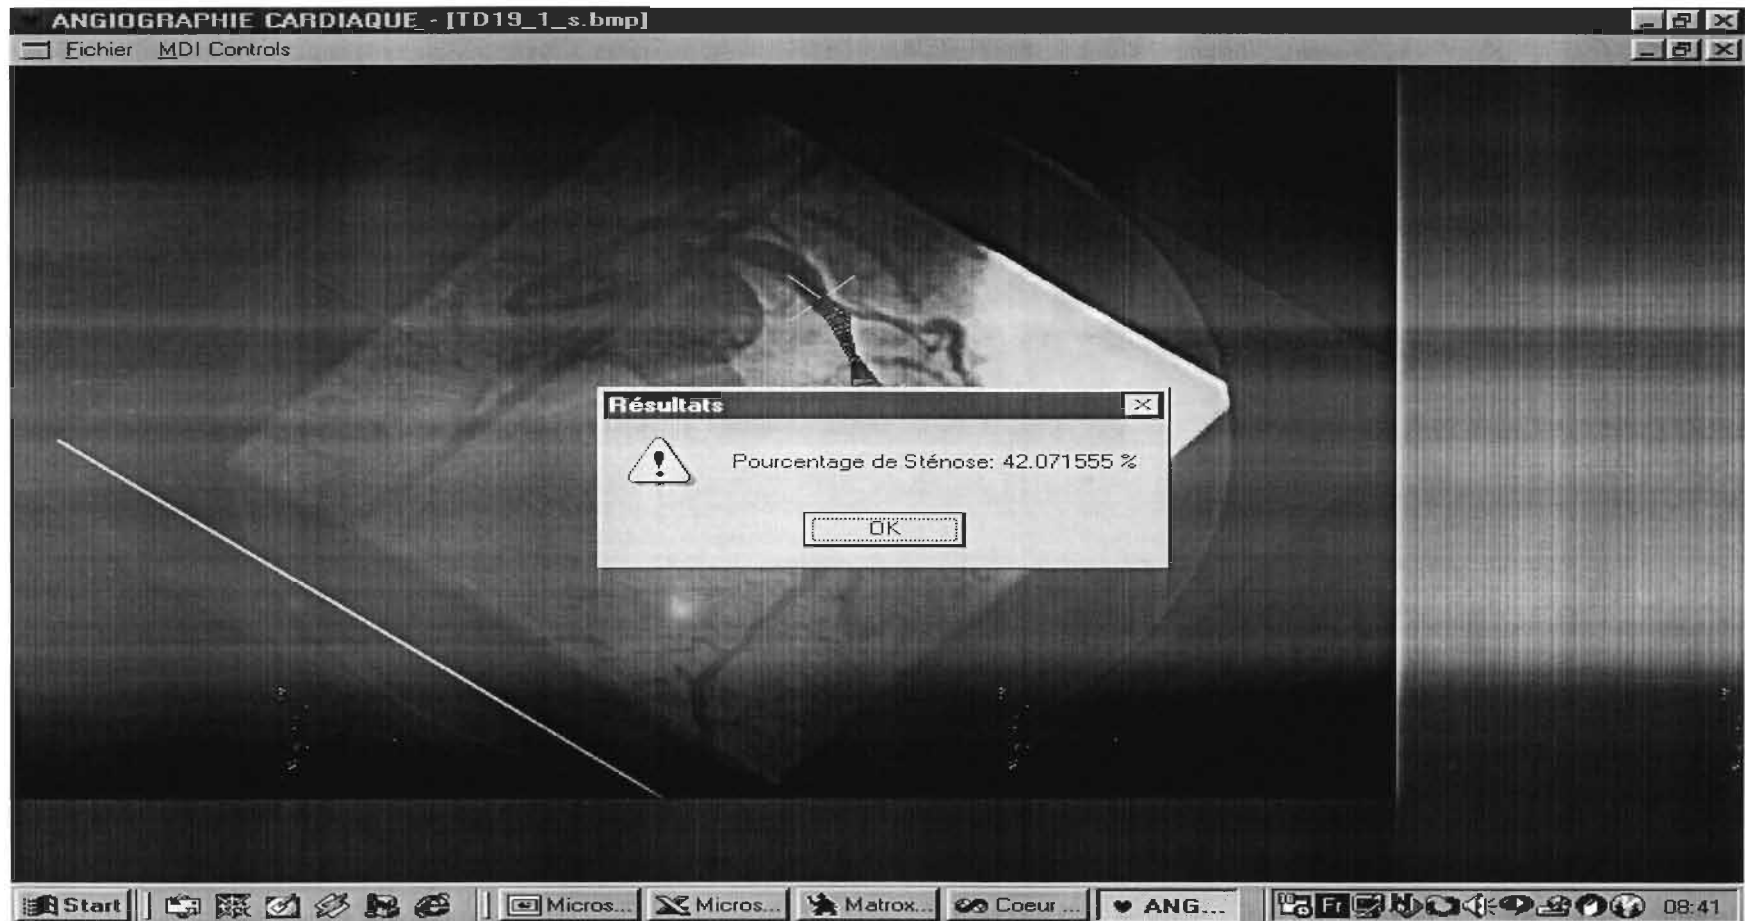 ANGIOGRAPHIE CARDIAQUE - [TD19_1_s.bmp]
Fichier MDI Controls
Résultats
Pourcentage de Sténose: 42.071555 %
OK
Start Micros... Micros... Matrox... Coeur ... ANG... Fr 08:41